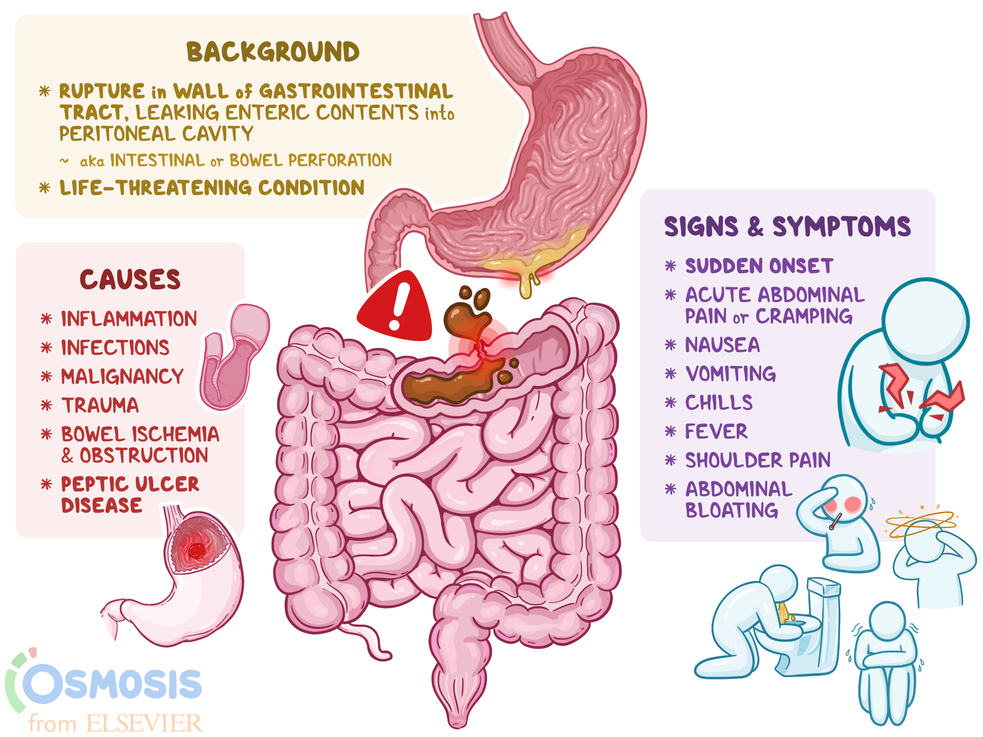 BACKGROUND
* RUPTURE in WALL of GASTROINTESTINAL
TRACT, LEAKING ENTERIC CONTENTS into
PERITONEAL CAVITY
~ aka INTESTINAL or BOWEL PERFORATION
* LIFE-THREATENING CONDITION
CAUSES
* INFLAMMATION
* INFECTIONS
* MALIGNANCY
* TRAUMA
* BOWEL ISCHEMIA
& OBSTRUCTION
* PEPTIC ULCER
DISEASE
!
SIGNS & SYMPTOMS
* SUDDEN ONSET
* ACUTE ABDOMINAL
PAIN or CRAMPING
* NAUSEA
* VOMITING
* CHILLS
* FEVER
* SHOULDER PAIN
* ABDOMINAL
BLOATING
OSMOSIS
from ELSEVIER